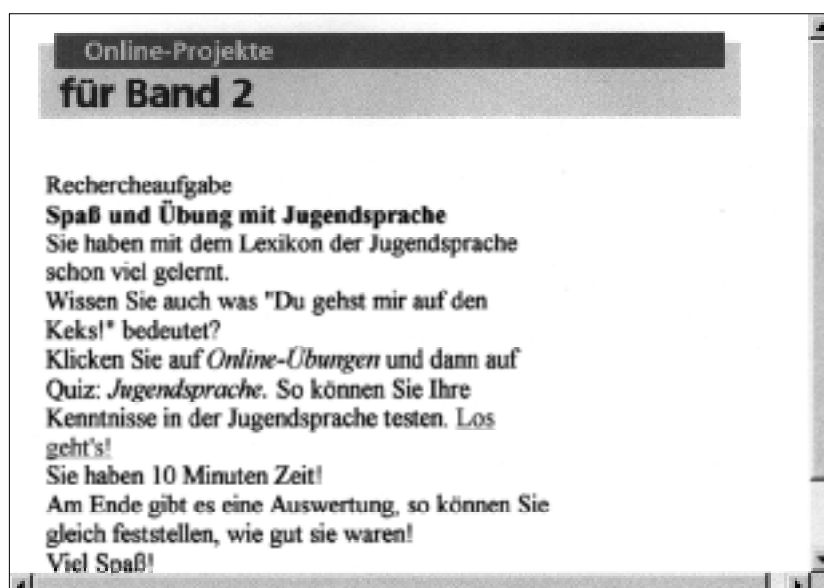 Online-Projekte
für Band 2
Rechercheaufgabe
Spaß und Übung mit Jugendsprache
Sie haben mit dem Lexikon der Jugendsprache
schon viel gelernt.
Wissen Sie auch was "Du gehst mir auf den
Keks!" bedeutet?
Klicken Sie auf Online-Übungen und dann auf
Quiz: Jugendsprache. So können Sie Ihre
Kenntnisse in der Jugendsprache testen. Los
geht's!
Sie haben 10 Minuten Zeit!
Am Ende gibt es eine Auswertung, so können Sie
gleich feststellen, wie gut sie waren!
Viel Spaß!